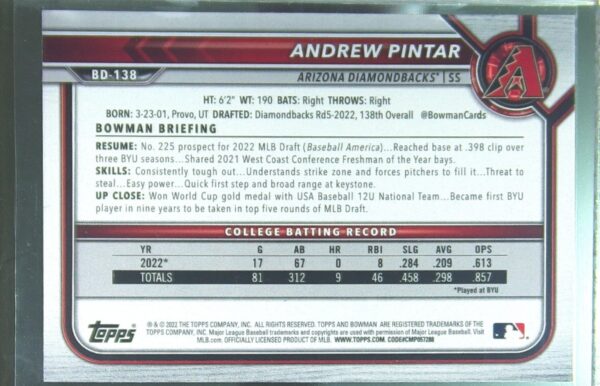 ANDREW PINTAR
BD-138
ARIZONA DIAMONDBACKS® | SS
HT: 6'2" WT: 190 BATS: Right THROWS: Right
BORN: 3-23-01, Provo, UT DRAFTED: Diamondbacks Rd5-2022, 138th Overall @BowmanCards
BOWMAN BRIEFING
RESUME: No. 225 prospect for 2022 MLB Draft (Baseball America)...Reached base at .398 clip over
three BYU seasons...Shared 2021 West Coast Conference Freshman of the Year bays.
SKILLS: Consistently tough out...Understands strike zone and forces pitchers to fill it...Threat to
steal...Easy power...Quick first step and broad range at keystone.
UP CLOSE: Won World Cup gold medal with USA Baseball 12U National Team...Became first BYU
player in nine years to be taken in top five rounds of MLB Draft.
COLLEGE BATTING RECORD
YR G AB HR RBI SLG AVG OPS
2022* 17 67 0 8 .284 .209 .613
TOTALS 81 312 9 46 .458 .298 .857
*Played at BYU
Topps
® & © 2022 THE TOPPS COMPANY, INC. ALL RIGHTS RESERVED. TOPPS AND BOWMAN ARE REGISTERED TRADEMARKS OF THE
TOPPS COMPANY, INC. Major League Baseball trademarks and copyrights are used with permission of Major League Baseball. Visit
MLB.com. OFFICIALLY LICENSED PRODUCT OF MLB. WWW.TOPPS.COM. CODE#CMP057288